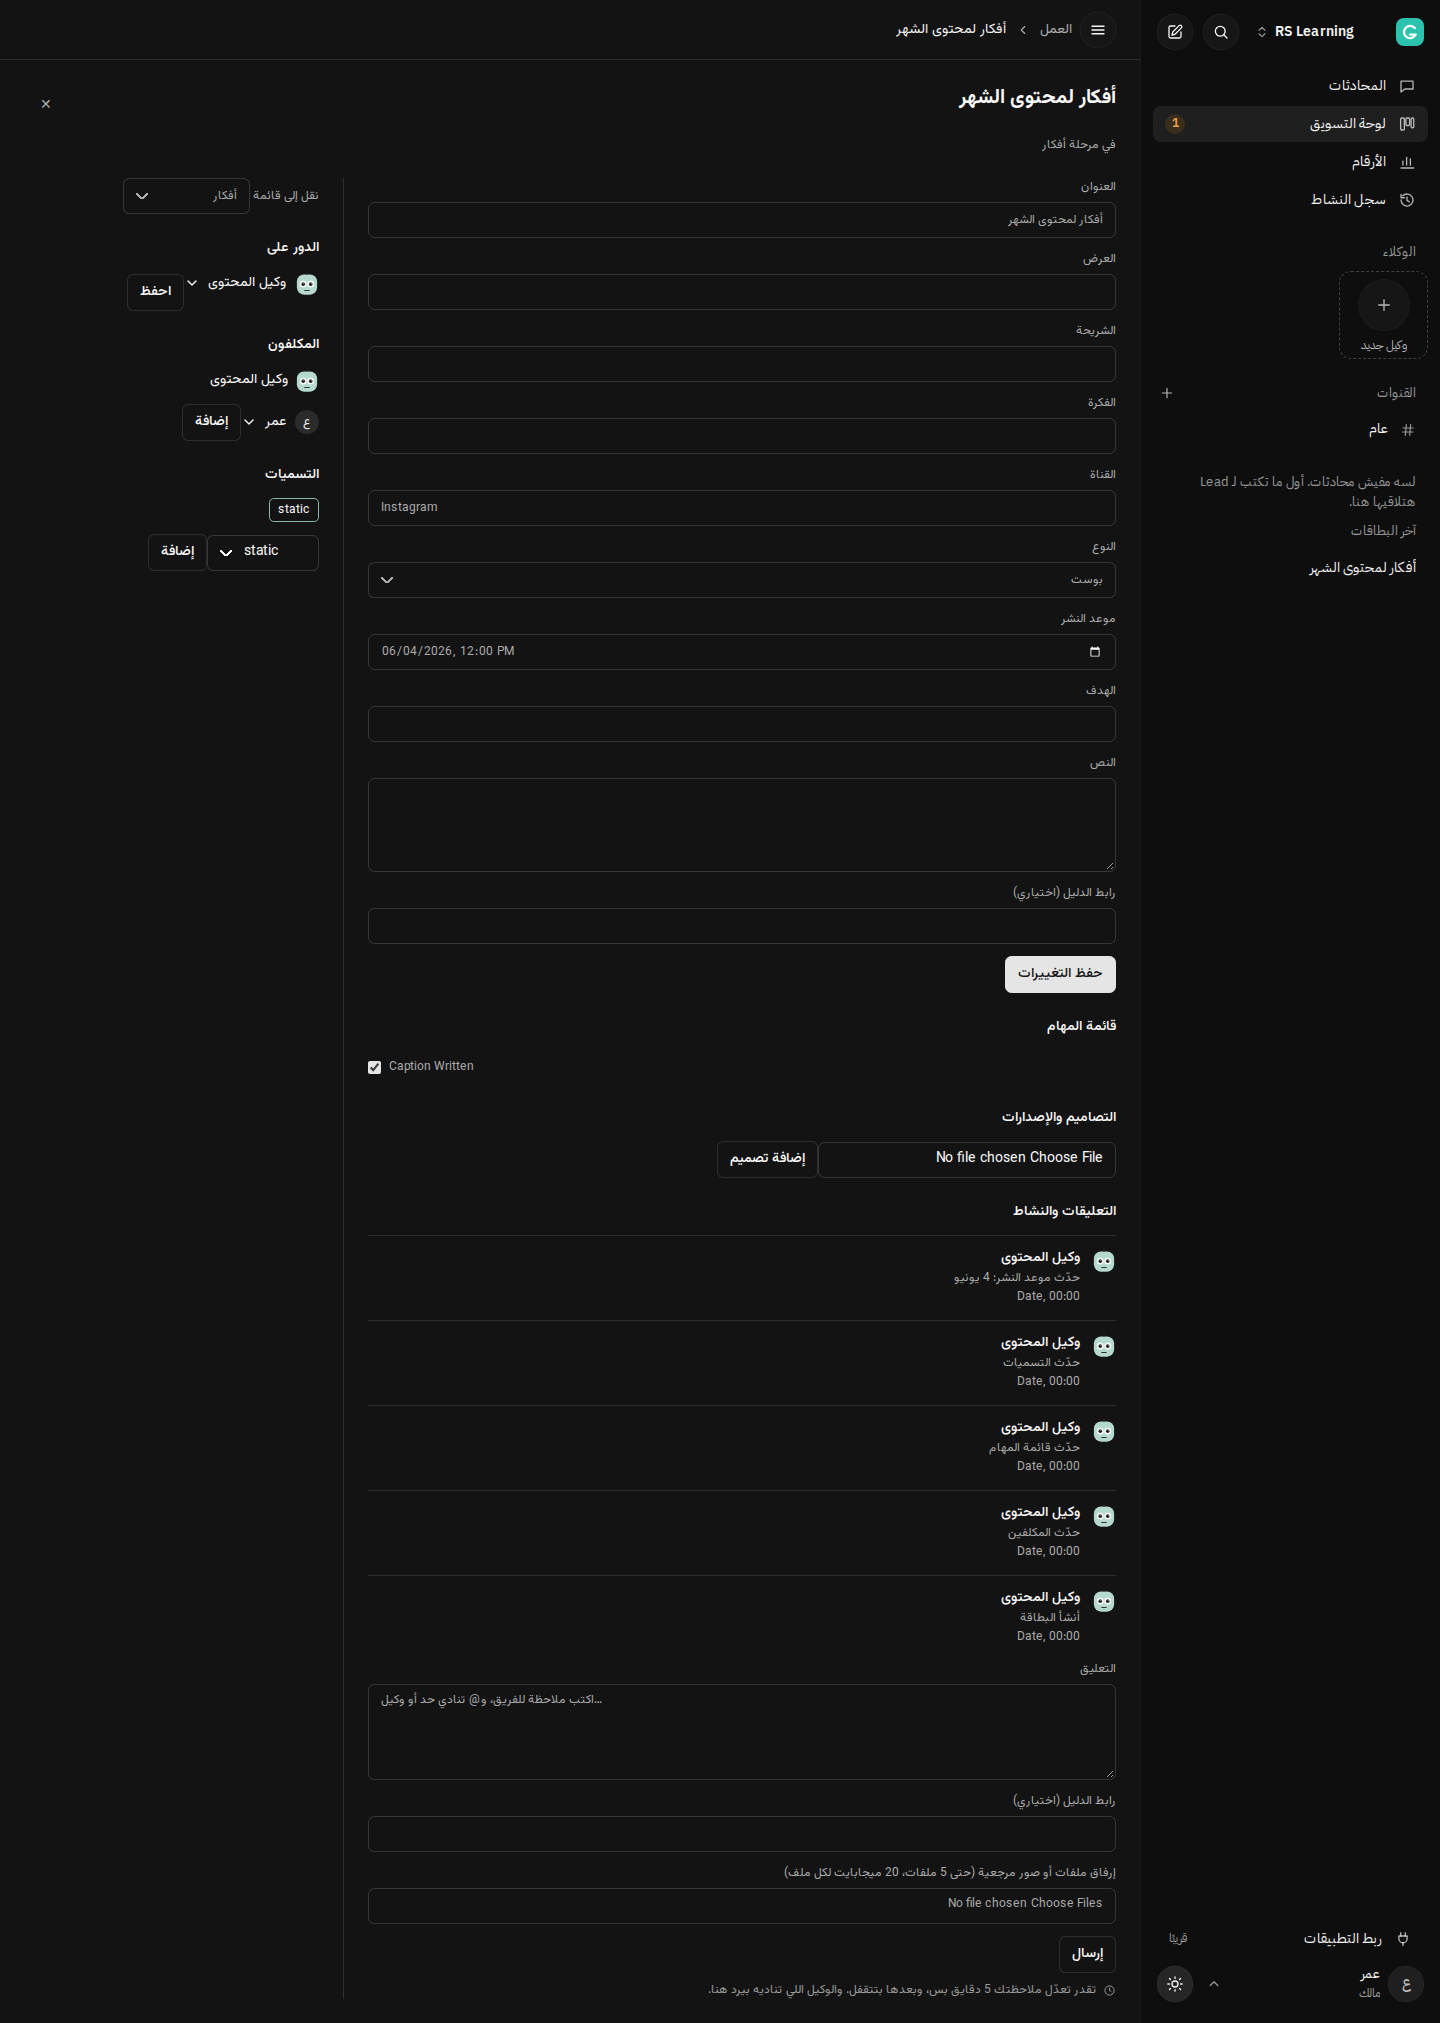 RS Learning
المحادثات
لوحة التسويق
1
الأرقام
سجل النشاط
الوكلاء
وكيل جديد
القنوات
عام
لسه مفيش محادثات. أول ما تكتب لـ Lead
هتلاقيها هنا.
آخر البطاقات
أفكار لمحتوى الشهر
ربط التطبيقات
قريبًا
ع
عمر
مالك
العمل
أفكار لمحتوى الشهر
أفكار لمحتوى الشهر
في مرحلة أفكار
العنوان
أفكار لمحتوى الشهر
العرض
الشريحة
الفكرة
القناة
Instagram
النوع
بوست
موعد النشر
06/04/2026, 12:00 PM
الهدف
النص
رابط الدليل (اختياري)
حفظ التغييرات
قائمة المهام
Caption Written
التصاميم والإصدارات
No file chosen Choose File
إضافة تصميم
التعليقات والنشاط
وكيل المحتوى
حدّث موعد النشر: 4 يونيو
Date, 00:00
وكيل المحتوى
حدّث التسميات
Date, 00:00
وكيل المحتوى
حدّث قائمة المهام
Date, 00:00
وكيل المحتوى
حدّث المكلفين
Date, 00:00
وكيل المحتوى
أنشأ البطاقة
Date, 00:00
التعليق
اكتب ملاحظة للفريق، و@ تنادي حد أو وكيل...
رابط الدليل (اختياري)
إرفاق ملفات أو صور مرجعية (حتى 5 ملفات، 20 ميجابايت لكل ملف)
No file chosen Choose Files
إرسال
تقدر تعدّل ملاحظتك 5 دقايق بس، وبعدها بتتقفل. والوكيل اللي تناديه بيرد هنا.
نقل إلى قائمة
أفكار
الدور على
وكيل المحتوى
احفظ
المكلفون
وكيل المحتوى
ع
عمر
إضافة
التسميات
static
static
إضافة